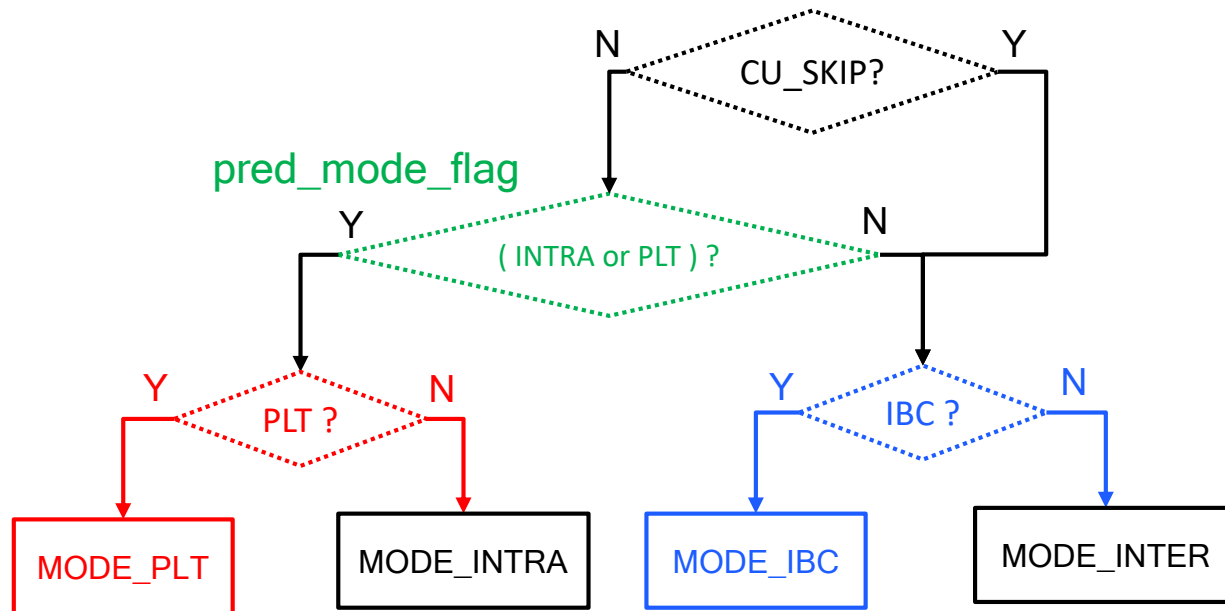 N
Y
CU_SKIP?
pred_mode_flag
Y
N
( INTRA or PLT ) ?
Y
N
Y
N
PLT ?
IBC ?
MODE_PLT
MODE_INTRA
MODE_IBC
MODE_INTER